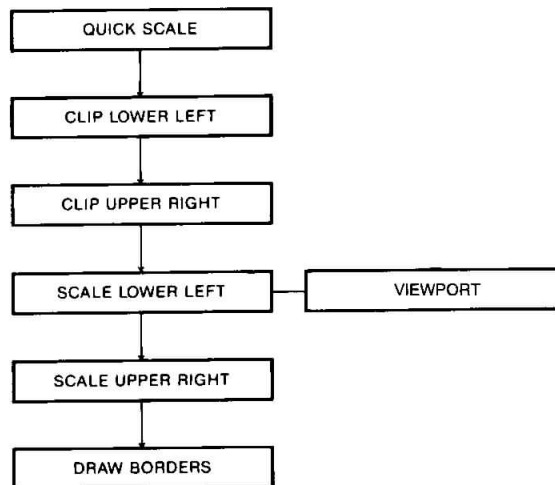 QUICK SCALE
CLIP LOWER LEFT
CLIP UPPER RIGHT
SCALE LOWER LEFT
VIEWPORT
SCALE UPPER RIGHT
DRAW BORDERS